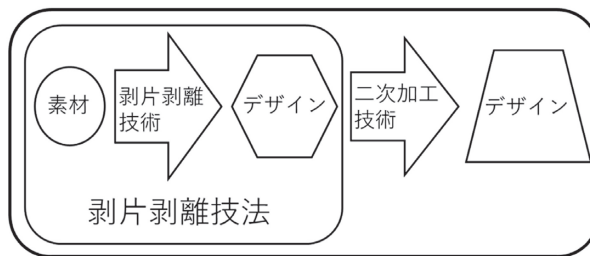 素材
剥片剥離
技術
デザイン
二次加工
技術
デザイン
剥片剥離技法